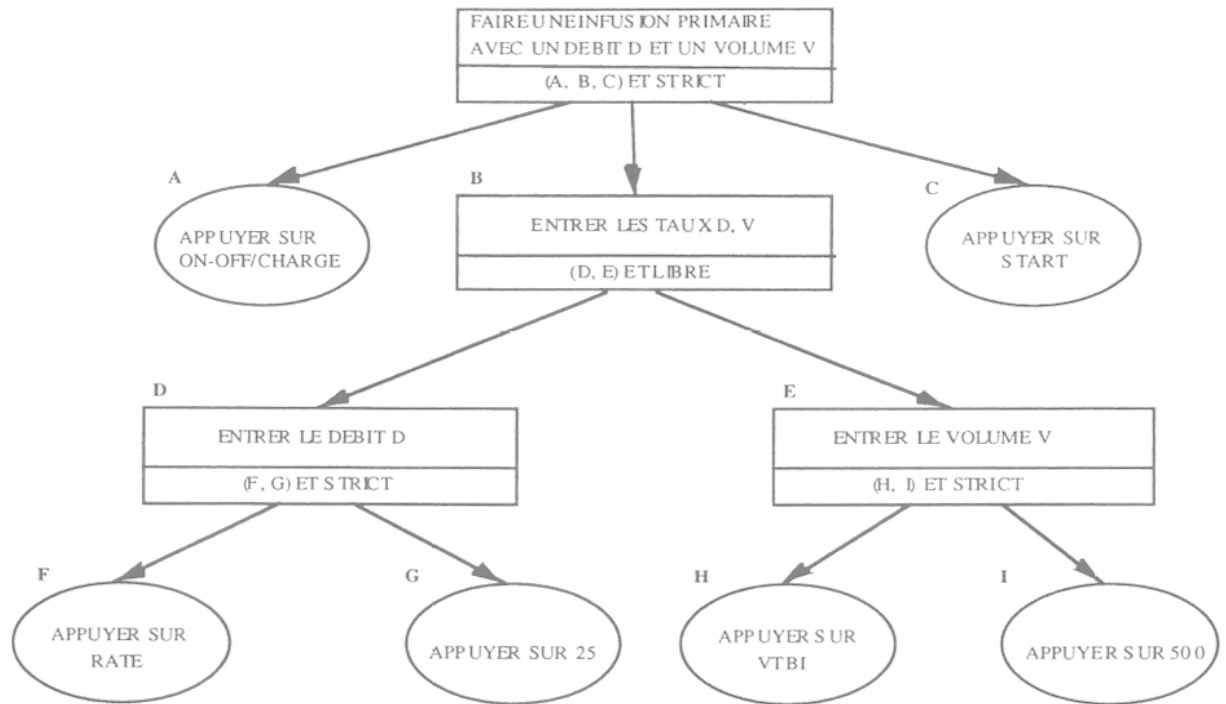 FAIRE UNE INFUSION PRIMAIRE
AVEC UN DEBIT D ET UN VOLUME V
(A, B, C) ET STRICT
A
B
C
APPUYER SUR
ON-OFF/CHARGE
ENTRER LES TAUX D, V
(D, E) ET LIBRE
APPUYER SUR
START
D
E
ENTRER LE DEBIT D
(F, G) ET STRICT
ENTRER LE VOLUME V
(H, I) ET STRICT
F
G
H
I
APPUYER SUR
RATE
APPUYER SUR 25
APPUYER SUR
VTBI
APPUYER SUR 500